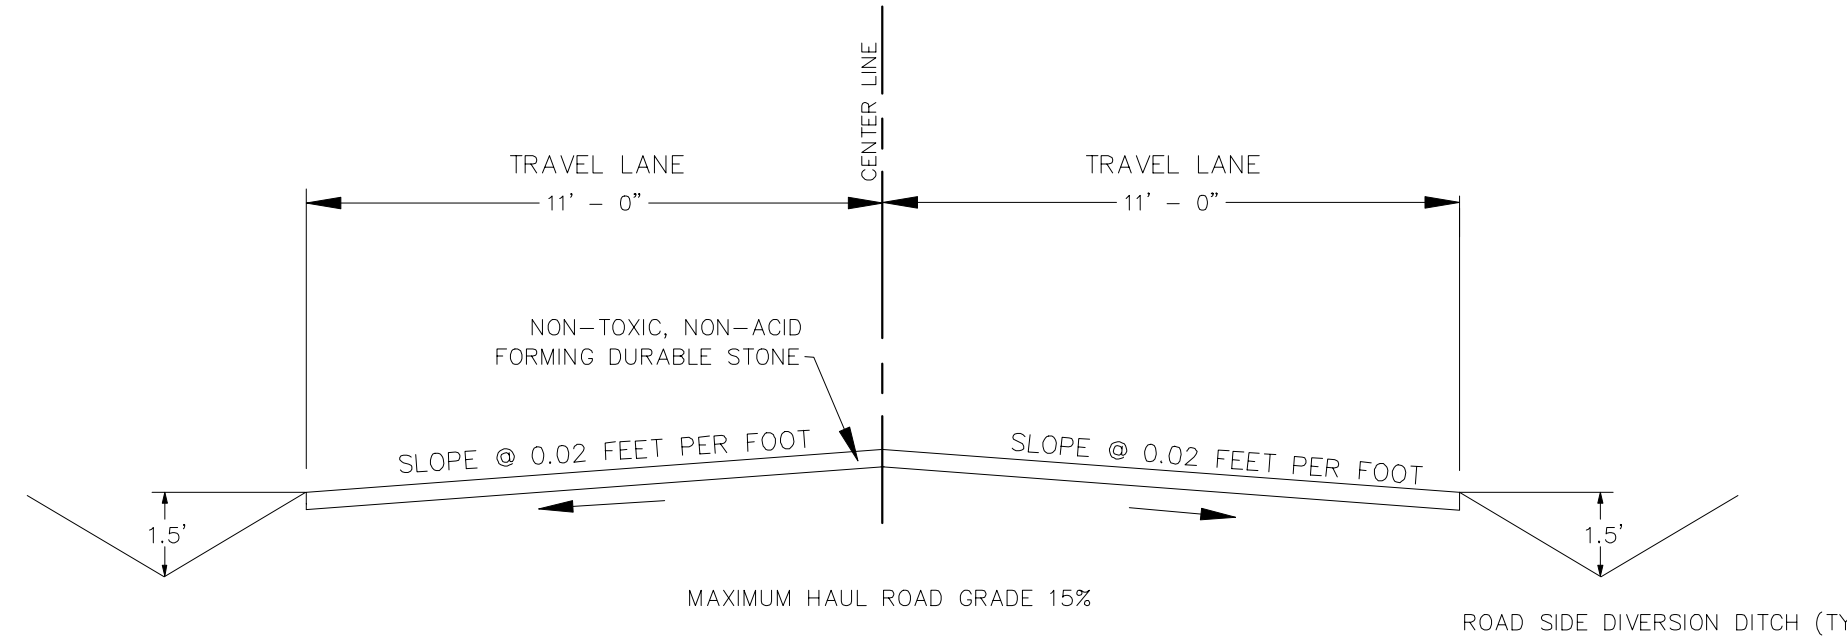 CENTER LINE
TRAVEL LANE
11' - 0"
TRAVEL LANE
11' - 0"
NON-TOXIC, NON-ACID
FORMING DURABLE STONE
SLOPE @ 0.02 FEET PER FOOT
SLOPE @ 0.02 FEET PER FOOT
1.5'
1.5'
MAXIMUM HAUL ROAD GRADE 15%
ROAD SIDE DIVERSION DITCH (TY